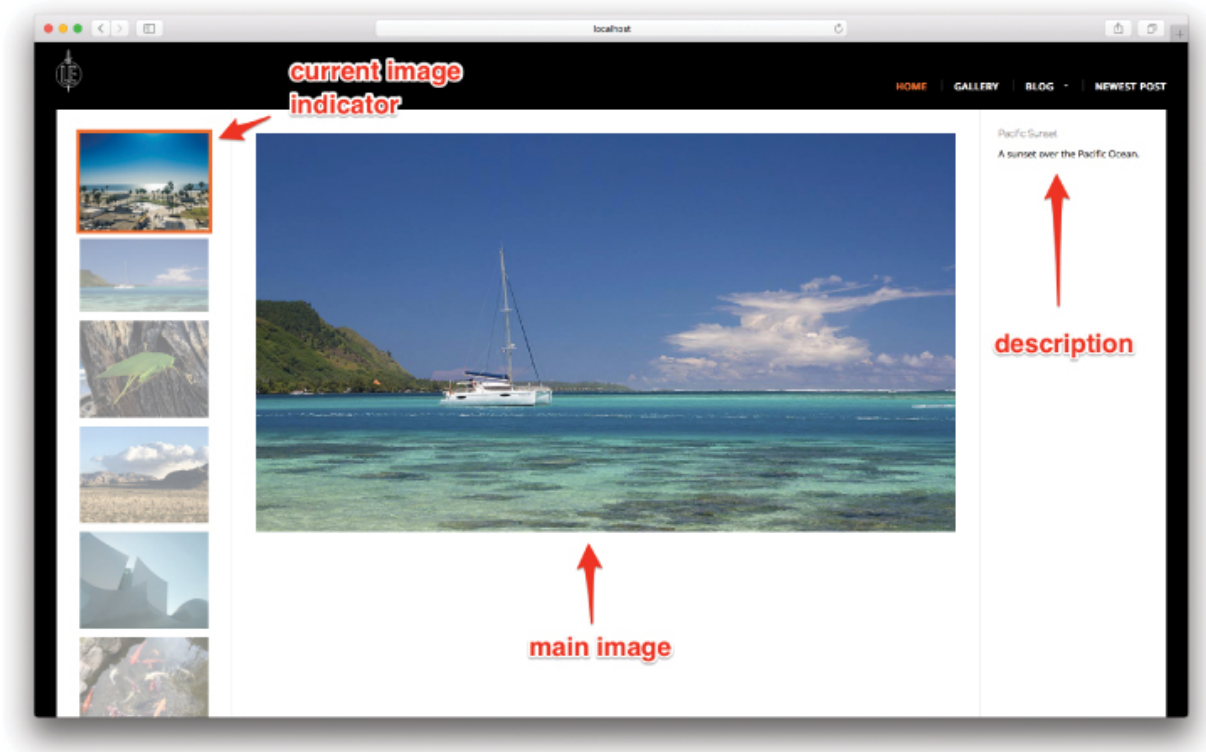 localhost
LE
current image
indicator
HOME GALLERY BLOG NEWEST POST
Pacific Sunset
A sunset over the Pacific Ocean.
description
main image